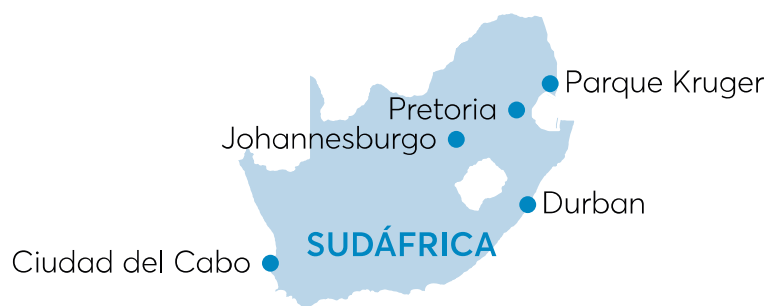 Parque Kruger
Pretoria
Johannesburgo
Durban
SUDÁFRICA
Ciudad del Cabo